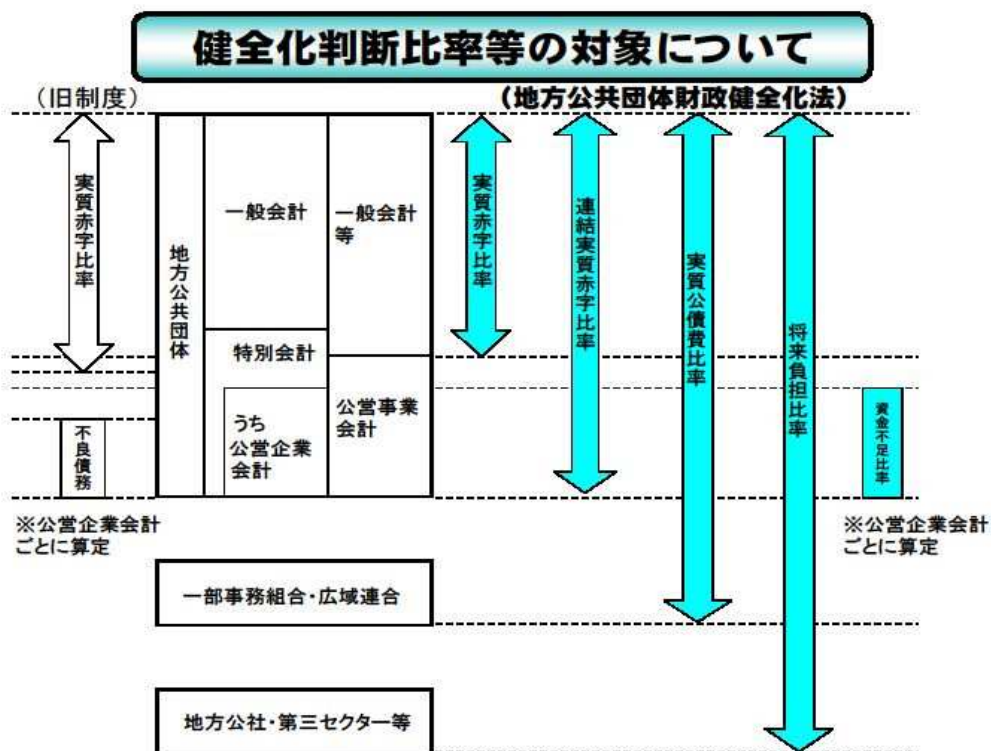 健全化判断比率等の対象について
（旧制度）
（地方公共団体財政健全化法）
実質赤字比率
不良債務
※公営企業会計
ごとに算定
地方公共団体
一般会計
特別会計
うち
公営企業
会計
一般会計
等
公営事業
会計
実質赤字比率
連結実質赤字比率
実質公債費比率
将来負担比率
資金不足比率
※公営企業会計
ごとに算定
一部事務組合・広域連合
地方公社・第三セクター等